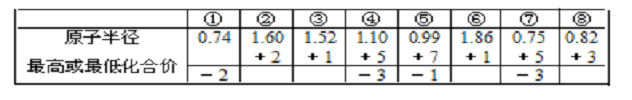 ① ② ③ ④ ⑤ ⑥ ⑦ ⑧
原子半径 0.74 1.60 1.52 1.10 0.99 1.86 0.75 0.82
最高或最低化合价 +2 +1 +5 +7 +1 +5 +3
-2 -3 -1 -3